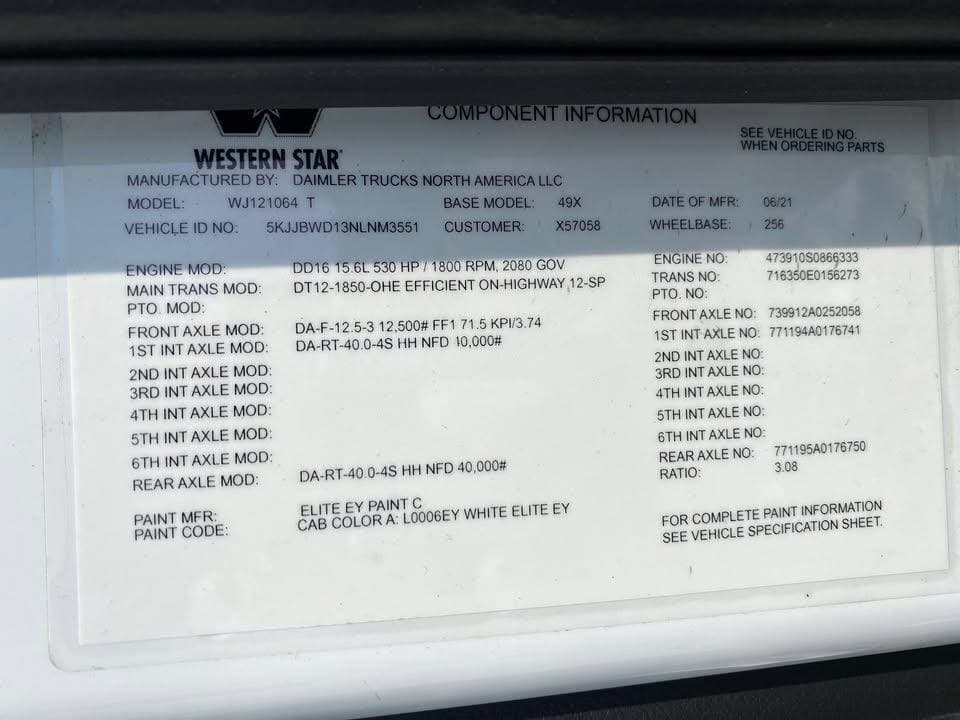 COMPONENT INFORMATION
WESTERN STAR
SEE VEHICLE ID NO.
WHEN ORDERING PARTS
MANUFACTURED BY: DAIMLER TRUCKS NORTH AMERICA LLC
MODEL: WJ121064 T BASE MODEL: 49X DATE OF MFR: 06/21
VEHICLE ID NO: 5KJJBWD13NLNM3551 CUSTOMER: X57058 WHEELBASE: 256
ENGINE MOD: DD16 15.6L 530 HP / 1800 RPM, 2080 GOV ENGINE NO: 473910S0866333
MAIN TRANS MOD: DT12-1850-OHE EFFICIENT ON-HIGHWAY 12-SP TRANS NO: 716350E0156273
PTO. MOD: PTO. NO:
FRONT AXLE MOD: DA-F-12.5-3 12,500# FF1 71.5 KPI/3.74 FRONT AXLE NO: 739912A0252058
1ST INT AXLE MOD: DA-RT-40.0-4S HH NFD 40,000# 1ST INT AXLE NO: 771194A0176741
2ND INT AXLE MOD: 2ND INT AXLE NO:
3RD INT AXLE MOD: 3RD INT AXLE NO:
4TH INT AXLE MOD: 4TH INT AXLE NO:
5TH INT AXLE MOD: 5TH INT AXLE NO:
6TH INT AXLE MOD: 6TH INT AXLE NO:
REAR AXLE MOD: DA-RT-40.0-4S HH NFD 40,000# REAR AXLE NO: 771195A0176750
RATIO: 3.08
PAINT MFR: ELITE EY PAINT C
PAINT CODE: CAB COLOR A: L0006EY WHITE ELITE EY
FOR COMPLETE PAINT INFORMATION
SEE VEHICLE SPECIFICATION SHEET.